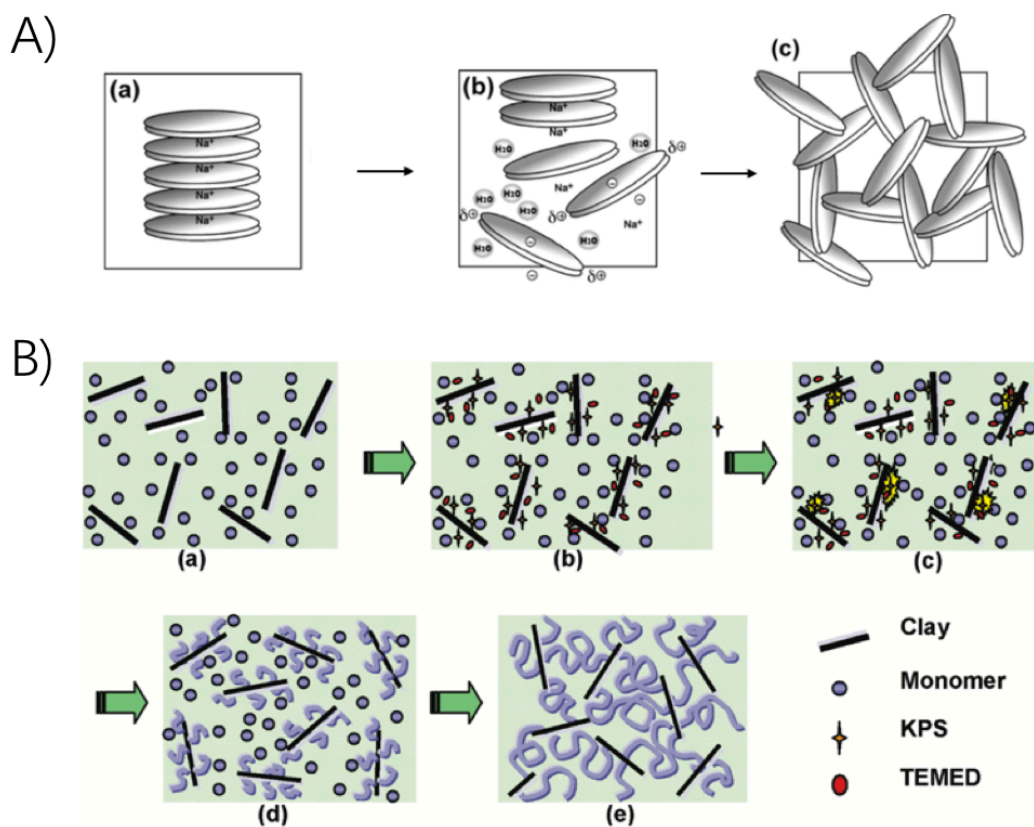 A)
(a)
Na⁺
Na⁺
Na⁺
Na⁺
(b)
Na⁺
Na⁺
H₂O
H₂O
δ⊕
H₂O
H₂O
Na⁺
⊖
H₂O
⊖
δ⊕
δ⊕
Na⁺
⊖
H₂O
H₂O
⊖
δ⊕
(c)
B)
(a)
(b)
(c)
(d)
(e)
Clay
Monomer
KPS
TEMED